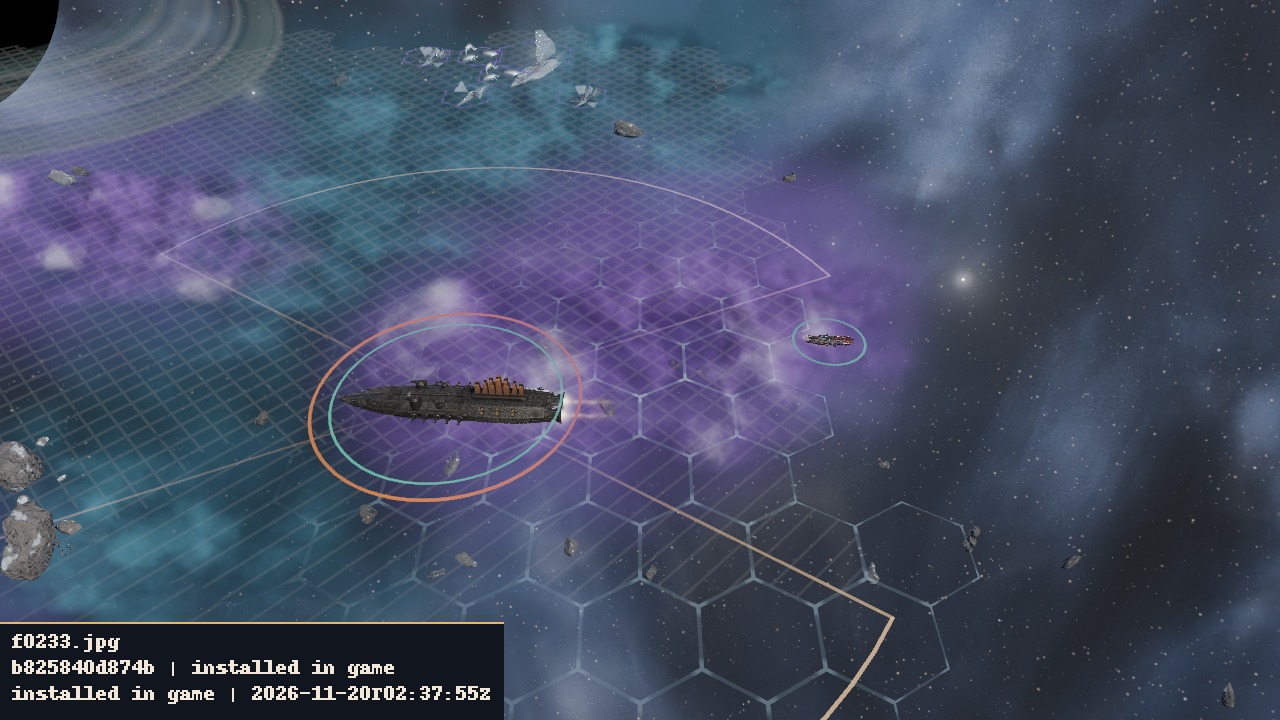 f0233.jpg
b825840d874b | installed in game
installed in game | 2026-11-20T02:37:55Z